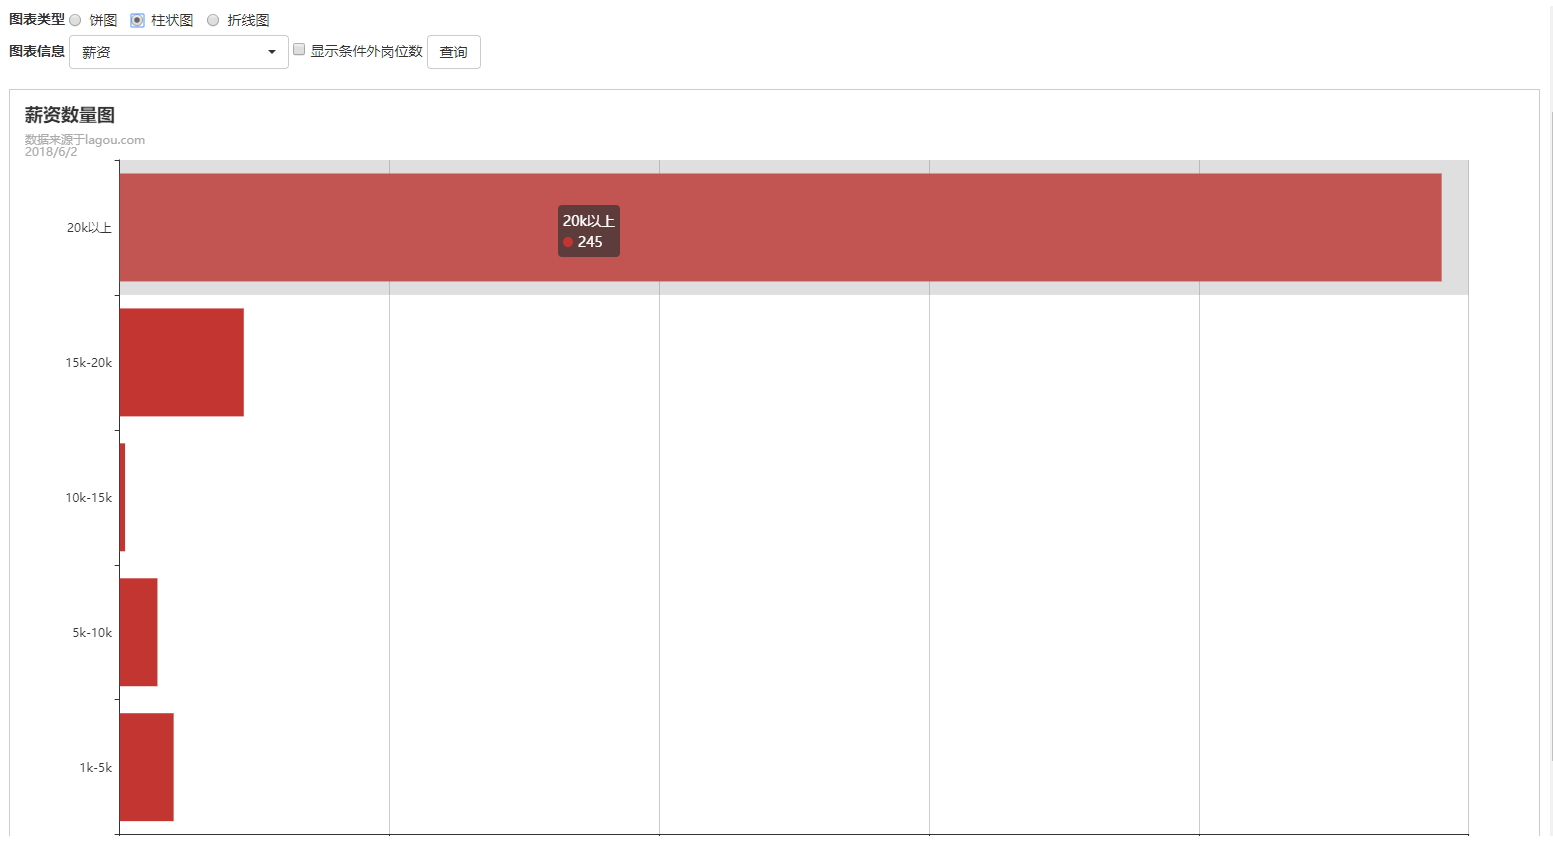 图表类型 饼图 柱状图 折线图
图表信息 薪资 显示条件外岗位数 查询
薪资数量图
数据来源于lagou.com
2018/6/2
20k以上
20k以上
245
15k-20k
10k-15k
5k-10k
1k-5k